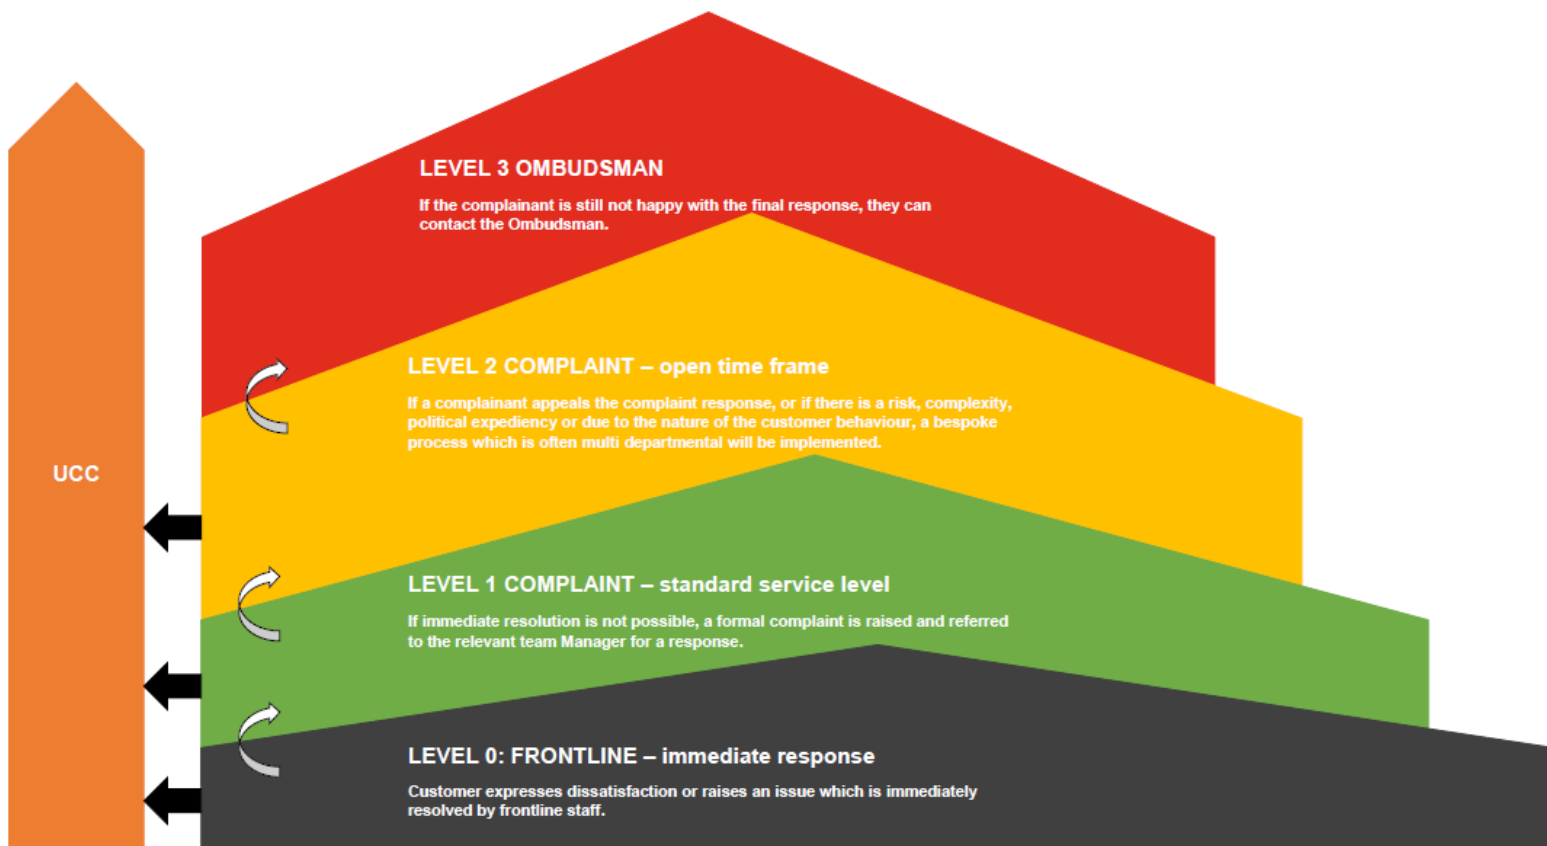 LEVEL 3 OMBUDSMAN
If the complainant is still not happy with the final response, they can
contact the Ombudsman.
LEVEL 2 COMPLAINT – open time frame
If a complainant appeals the complaint response, or if there is a risk, complexity,
political expediency or due to the nature of the customer behaviour, a bespoke
process which is often multi departmental will be implemented.
UCC
LEVEL 1 COMPLAINT – standard service level
If immediate resolution is not possible, a formal complaint is raised and referred
to the relevant team Manager for a response.
LEVEL 0: FRONTLINE – immediate response
Customer expresses dissatisfaction or raises an issue which is immediately
resolved by frontline staff.